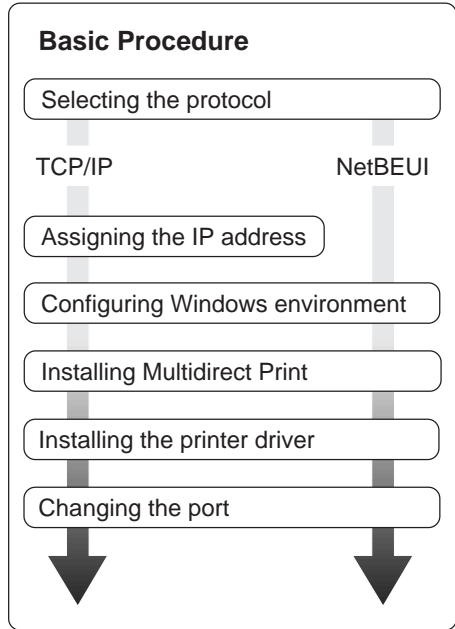 Basic Procedure
Selecting the protocol
TCP/IP NetBEUI
Assigning the IP address
Configuring Windows environment
Installing Multidirect Print
Installing the printer driver
Changing the port